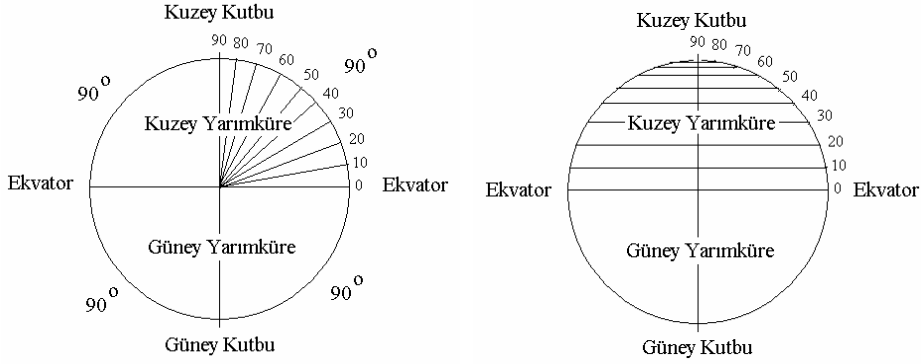 Kuzey Kutbu
90 80 70 60 50 40 30 20 10 0
90°
90°
Kuzey Yarımküre
Ekvator
Ekvator
Güney Yarımküre
90°
90°
Güney Kutbu
Kuzey Kutbu
90 80 70 60 50 40 30 20 10 0
Kuzey Yarımküre
Ekvator
Ekvator
Güney Yarımküre
Güney Kutbu